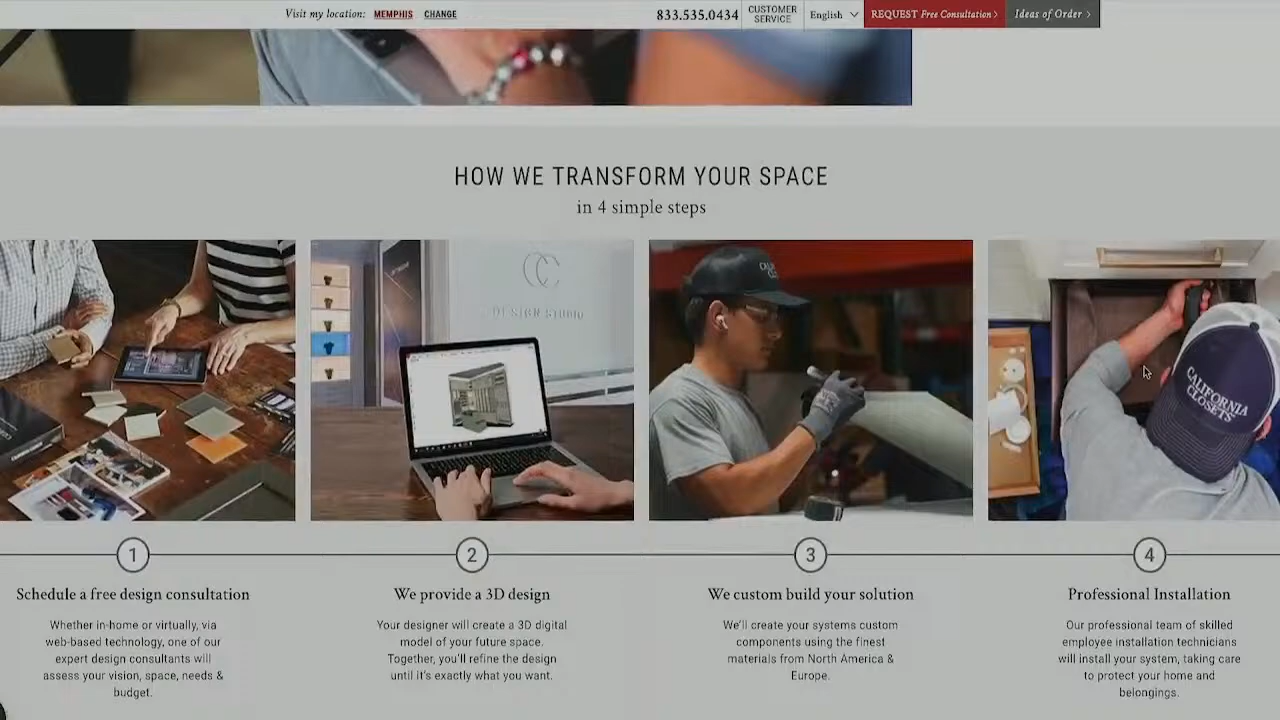 Visit my location: MEMPHIS CHANGE
833.535.0434
CUSTOMER
SERVICE
English
REQUEST Free Consultation >
Ideas of Order >
HOW WE TRANSFORM YOUR SPACE
in 4 simple steps
CC
DESIGN STUDIO
CALIFORNIA
CLOSETS
1
Schedule a free design consultation
Whether in-home or virtually, via
web-based technology, one of our
expert design consultants will
assess your vision, space, needs &
budget.
2
We provide a 3D design
Your designer will create a 3D digital
model of your future space.
Together, you'll refine the design
until it's exactly what you want.
3
We custom build your solution
We'll create your systems custom
components using the finest
materials from North America &
Europe.
4
Professional Installation
Our professional team of skilled
employee installation technicians
will install your system, taking care
to protect your home and
belongings.